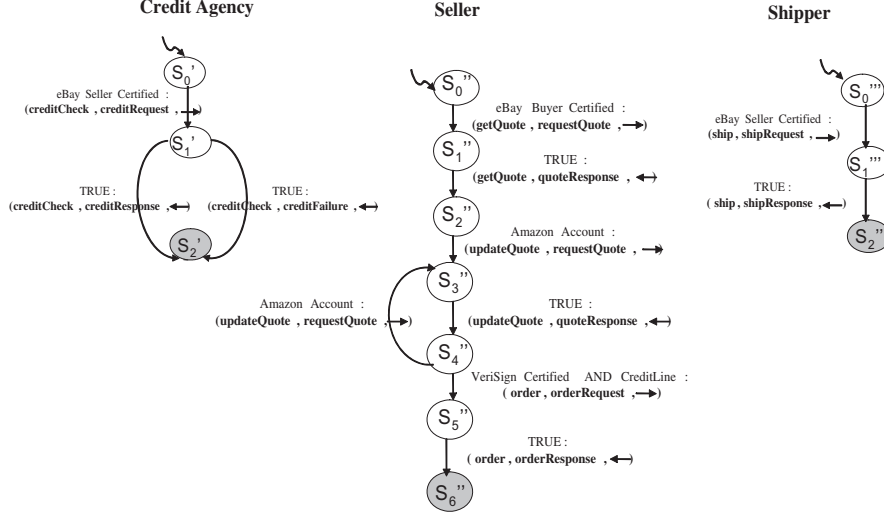 Credit Agency
S0'
eBay Seller Certified :
(creditCheck , creditRequest , →)
S1'
TRUE :
(creditCheck , creditResponse , ←)
TRUE :
(creditCheck , creditFailure , ←)
S2'
Seller
S0''
eBay Buyer Certified :
(getQuote , requestQuote , →)
S1''
TRUE :
(getQuote , quoteResponse , ←)
S2''
Amazon Account :
(updateQuote , requestQuote , →)
S3''
Amazon Account :
(updateQuote , requestQuote , →)
TRUE :
(updateQuote , quoteResponse , ←)
S4''
VeriSign Certified AND CreditLine :
( order , orderRequest , →)
S5''
TRUE :
( order , orderResponse , ←)
S6''
Shipper
S0'''
eBay Seller Certified :
(ship , shipRequest , →)
S1'''
TRUE :
( ship , shipResponse , ←)
S2''